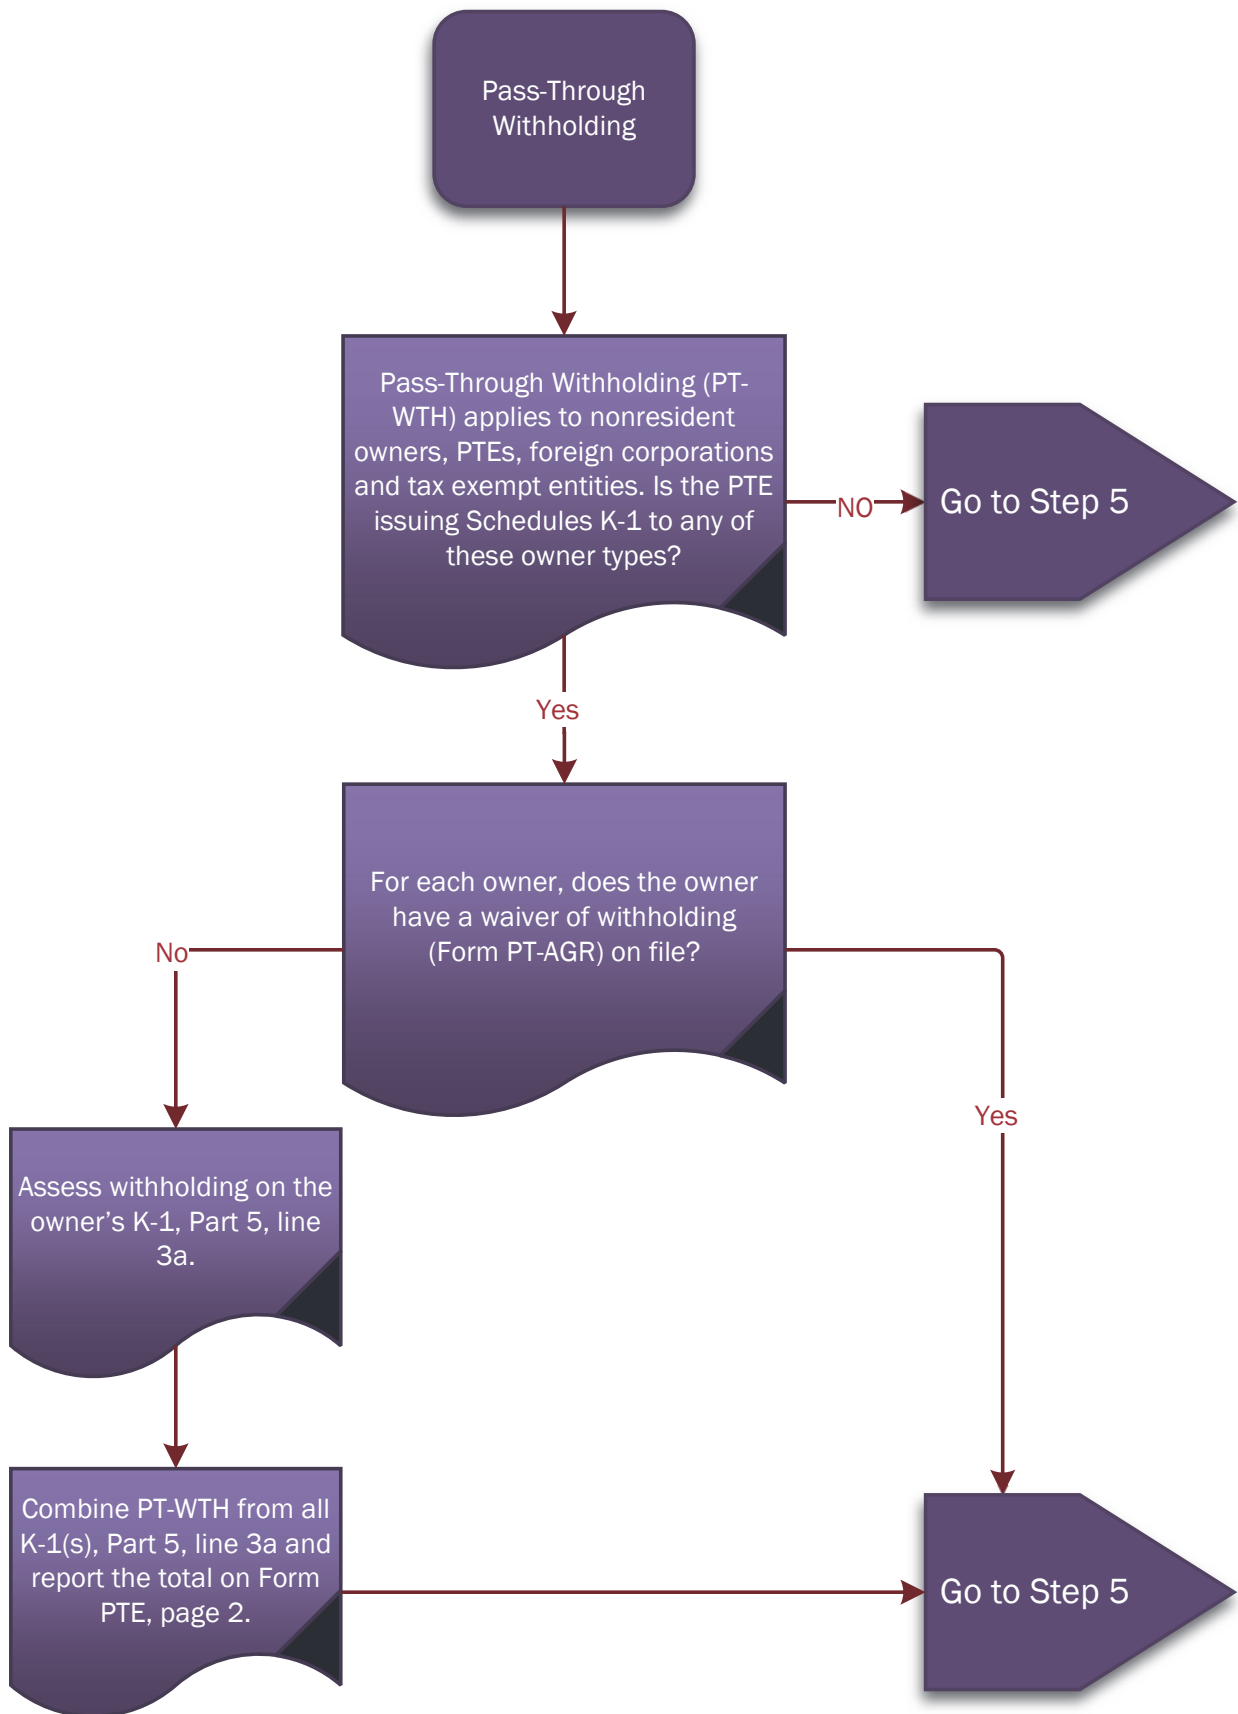 Pass-Through
Withholding
Pass-Through Withholding (PT-
WTH) applies to nonresident
owners, PTEs, foreign corporations
and tax exempt entities. Is the PTE
issuing Schedules K-1 to any of
these owner types?
NO
Go to Step 5
Yes
For each owner, does the owner
have a waiver of withholding
(Form PT-AGR) on file?
No
Yes
Assess withholding on the
owner’s K-1, Part 5, line
3a.
Combine PT-WTH from all
K-1(s), Part 5, line 3a and
report the total on Form
PTE, page 2.
Go to Step 5